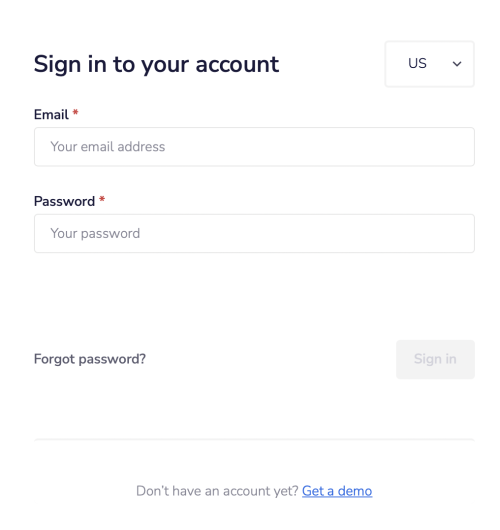 Sign in to your account
US
Email *
Your email address
Password *
Your password
Forgot password?
Sign in
Don't have an account yet? Get a demo